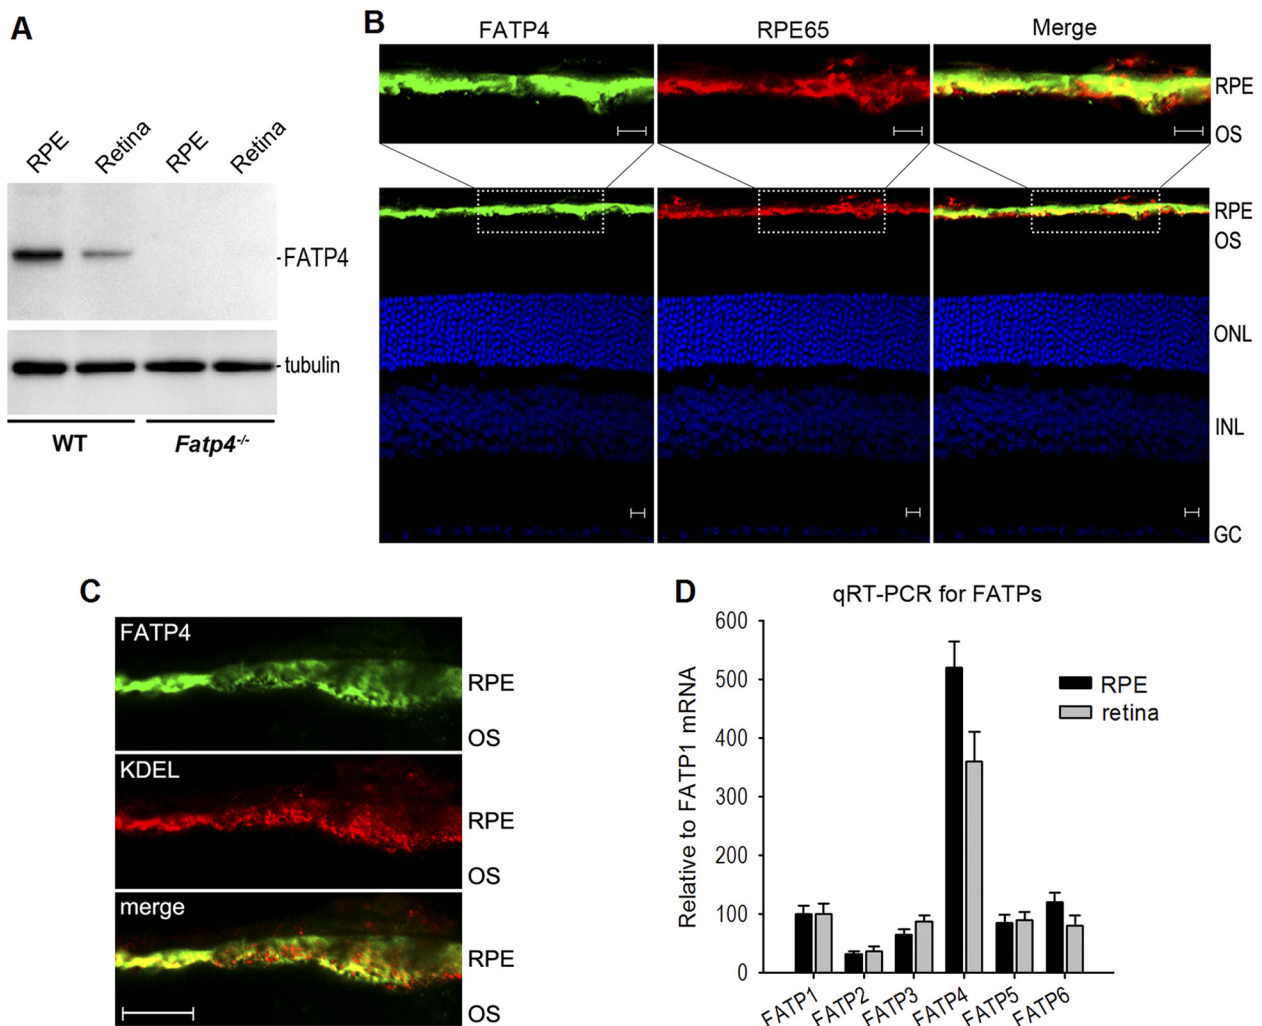 A
RPE Retina RPE Retina
-FATP4
-tubulin
WT Fatp4-/-
B
FATP4 RPE65 Merge
RPE
OS
RPE
OS
ONL
INL
GC
C
FATP4
RPE
OS
KDEL
RPE
OS
merge
RPE
OS
D
qRT-PCR for FATPs
Relative to FATP1 mRNA
600
500
400
300
200
100
0
RPE
retina
FATP1 FATP2 FATP3 FATP4 FATP5 FATP6